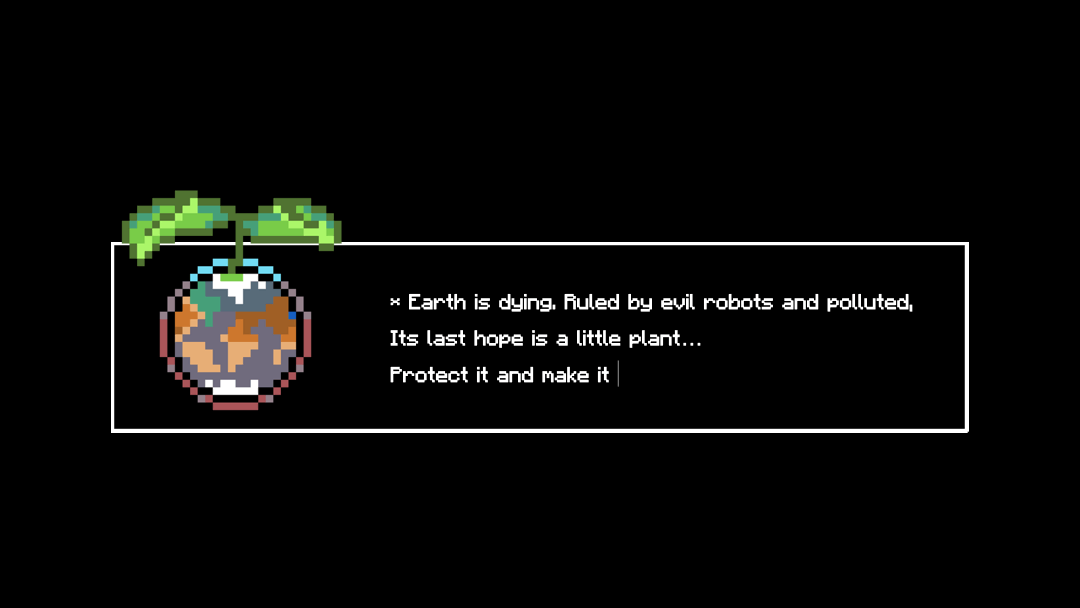 * Earth is dying. Ruled by evil robots and polluted,
Its last hope is a little plant...
Protect it and make it